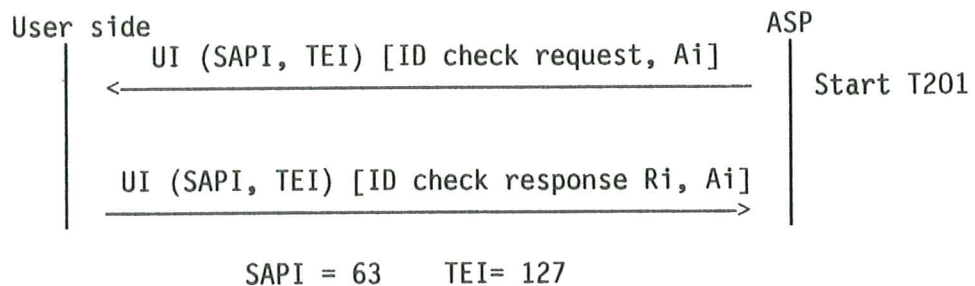 User side
ASP
UI (SAPI, TEI) [ID check request, Ai]
Start T201
UI (SAPI, TEI) [ID check response Ri, Ai]
SAPI = 63 TEI= 127